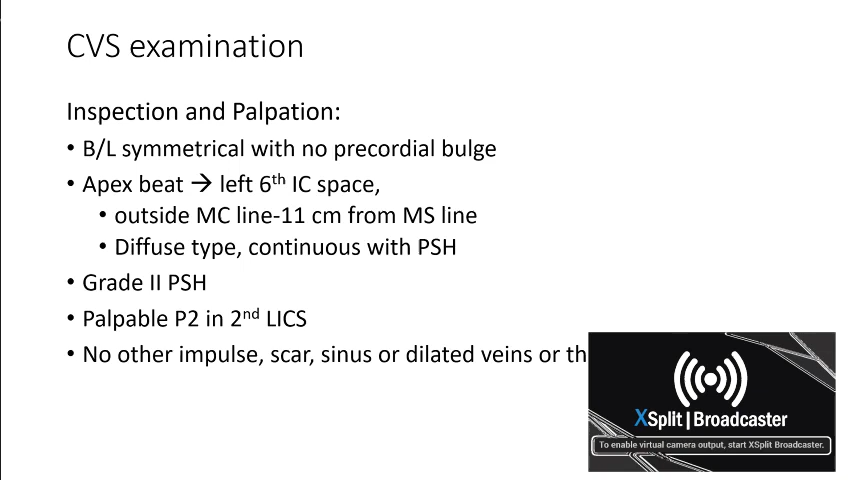 CVS examination
Inspection and Palpation:
• B/L symmetrical with no precordial bulge
• Apex beat → left 6th IC space,
• outside MC line-11 cm from MS line
• Diffuse type, continuous with PSH
• Grade II PSH
• Palpable P2 in 2nd LICS
• No other impulse, scar, sinus or dilated veins or
XSplit | Broadcaster
To enable virtual camera output, start XSplit Broadcaster.